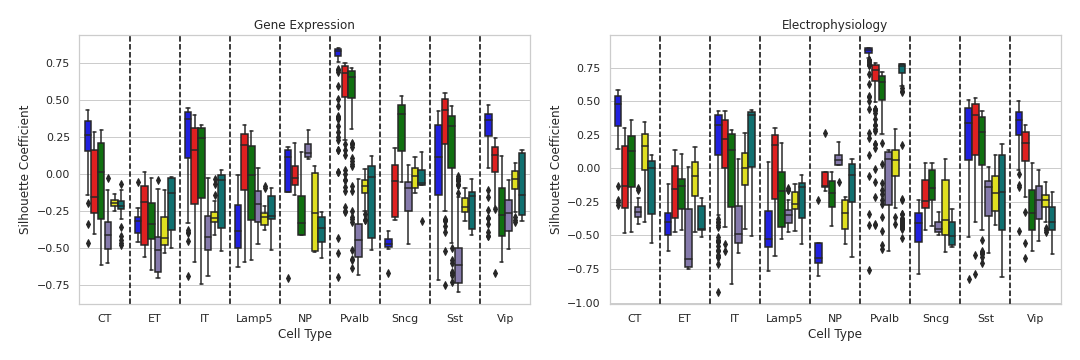 Gene Expression
Silhouette Coefficient
0.75
0.50
0.25
0.00
−0.25
−0.50
−0.75
CT ET IT Lamp5 NP Pvalb Sncg Sst Vip
Cell Type
Electrophysiology
Silhouette Coefficient
0.75
0.50
0.25
0.00
−0.25
−0.50
−0.75
−1.00
CT ET IT Lamp5 NP Pvalb Sncg Sst Vip
Cell Type